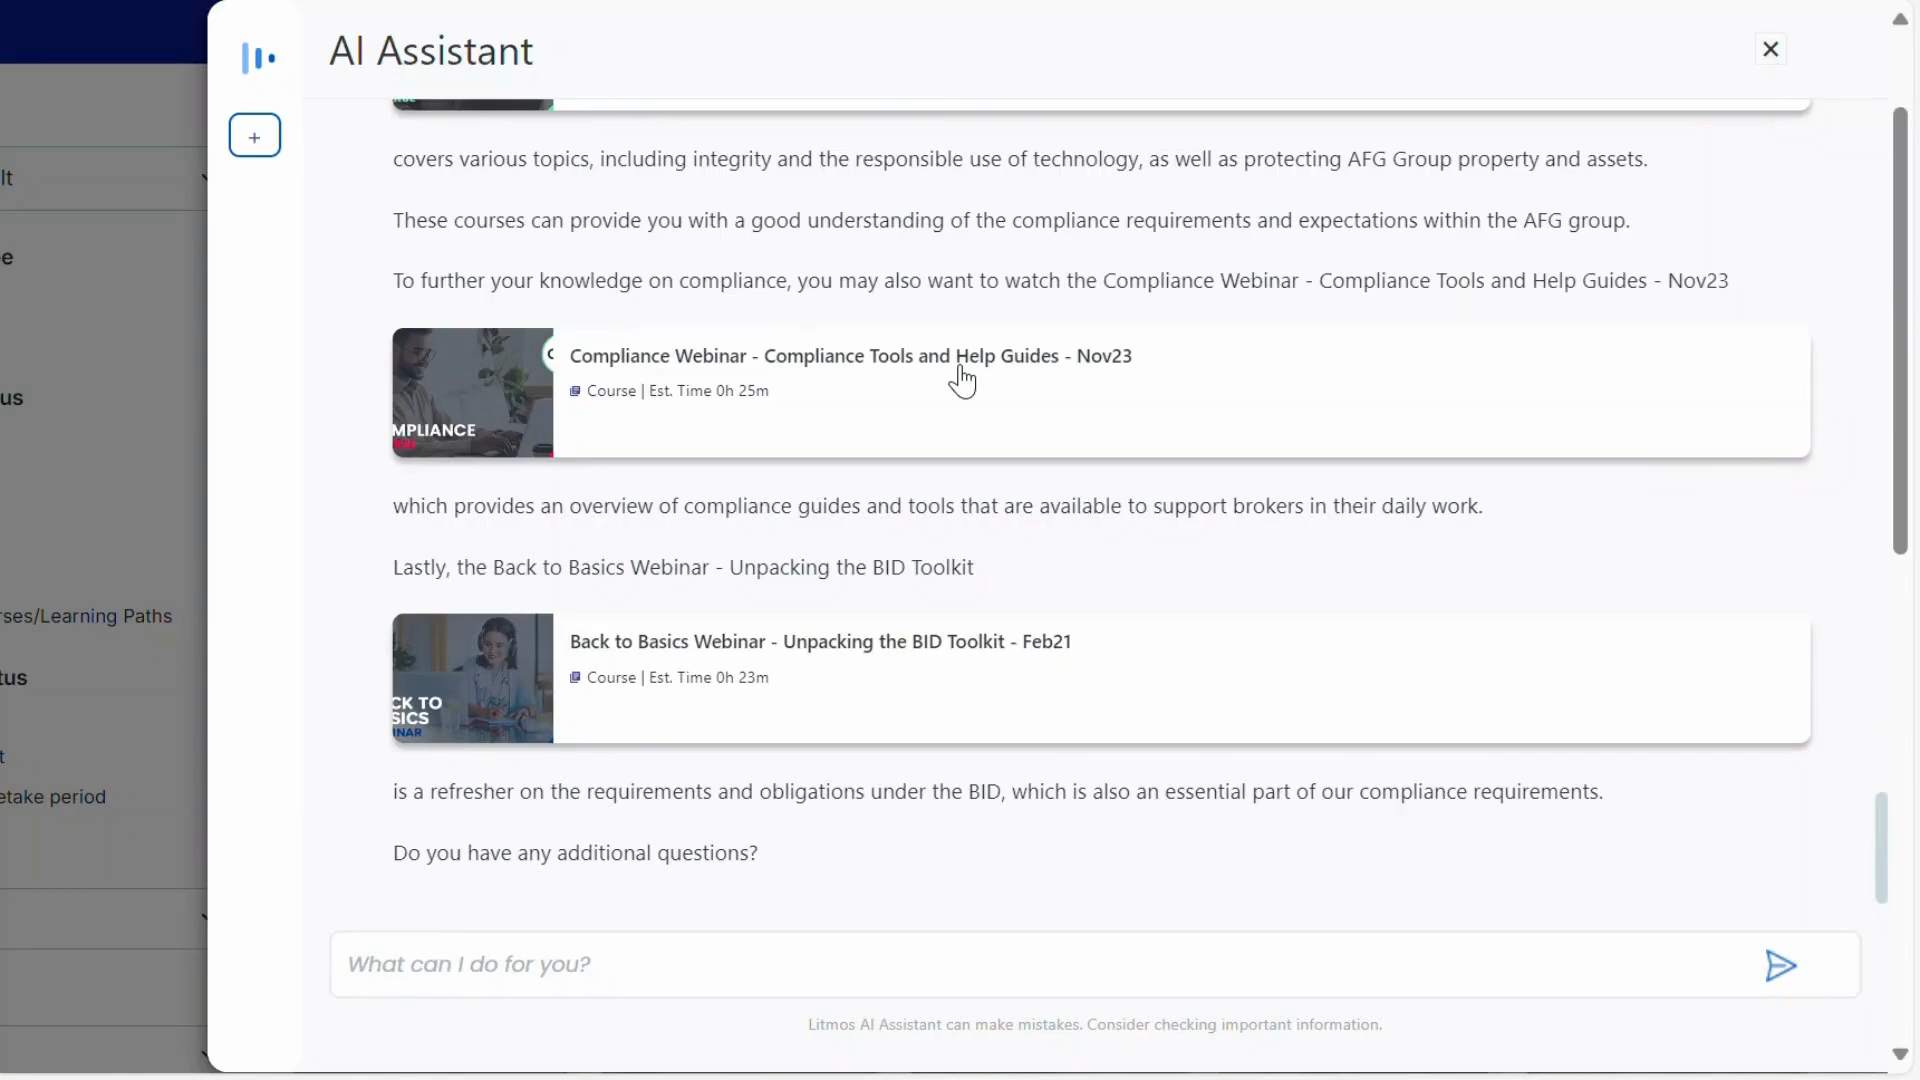 AI Assistant
+
lt
pe
us
rses/Learning Paths
tus
t
etake period
covers various topics, including integrity and the responsible use of technology, as well as protecting AFG Group property and assets.
These courses can provide you with a good understanding of the compliance requirements and expectations within the AFG group.
To further your knowledge on compliance, you may also want to watch the Compliance Webinar - Compliance Tools and Help Guides - Nov23
Compliance Webinar - Compliance Tools and Help Guides - Nov23
Course | Est. Time 0h 25m
MPLIANCE
which provides an overview of compliance guides and tools that are available to support brokers in their daily work.
Lastly, the Back to Basics Webinar - Unpacking the BID Toolkit
Back to Basics Webinar - Unpacking the BID Toolkit - Feb21
Course | Est. Time 0h 23m
CK TO
SICS
INAR
is a refresher on the requirements and obligations under the BID, which is also an essential part of our compliance requirements.
Do you have any additional questions?
What can I do for you?
Litmos AI Assistant can make mistakes. Consider checking important information.